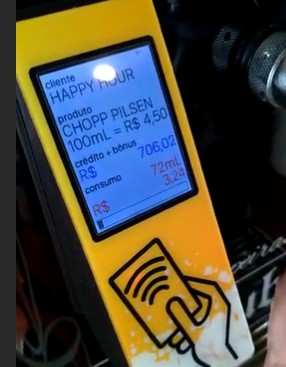 cliente
HAPPY HOUR
produto
CHOPP PILSEN
100mL = R$ 4,50
crédito + bônus
R$ 706,02
consumo 72mL
R$ 3,24